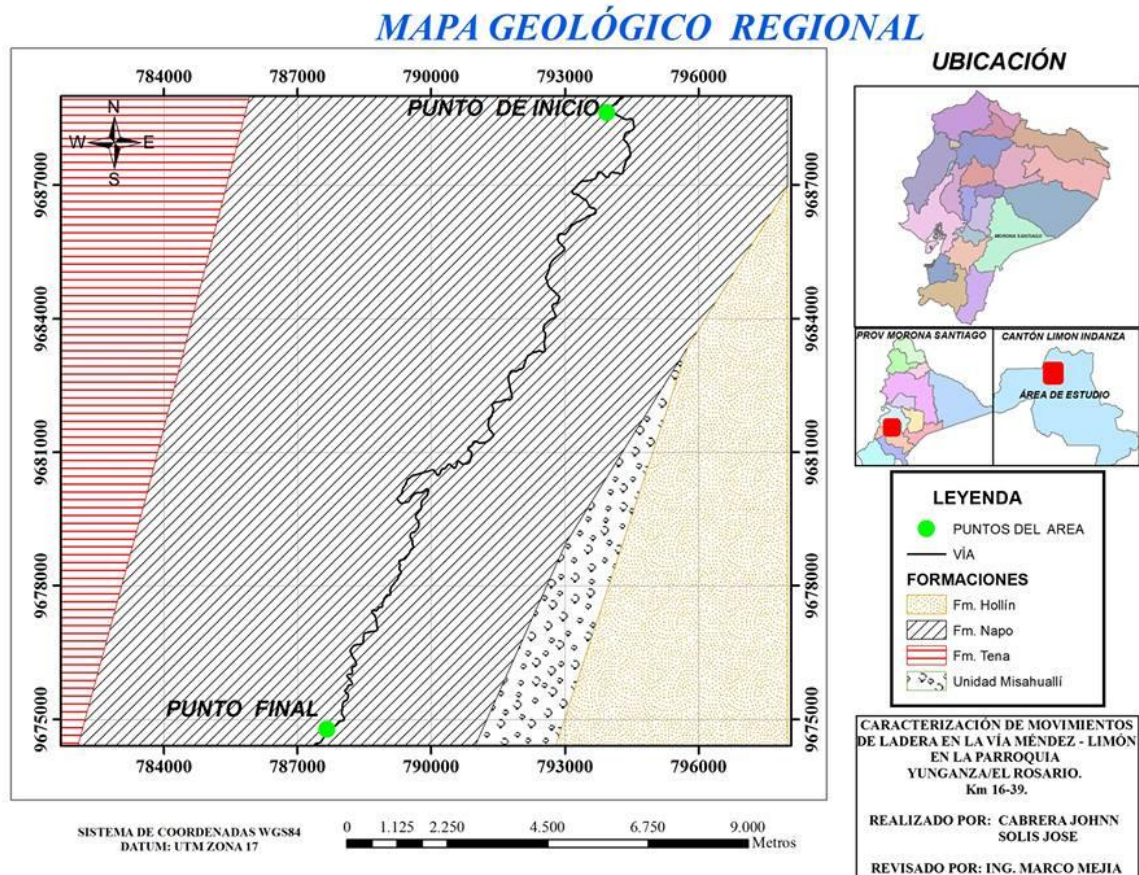 MAPA GEOLÓGICO REGIONAL
784000 787000 790000 793000 796000
PUNTO DE INICIO
N
W E
S
9687000 9687000
9684000 9684000
9681000 9681000
9678000 9678000
9675000 9675000
PUNTO FINAL
784000 787000 790000 793000 796000
SISTEMA DE COORDENADAS WGS84
DATUM: UTM ZONA 17
0 1.125 2.250 4.500 6.750 9.000
Metros
UBICACIÓN
MORONA SANTIAGO
PROV MORONA SANTIAGO
CANTÓN LIMON INDANZA
ÁREA DE ESTUDIO
LEYENDA
PUNTOS DEL AREA
VÍA
FORMACIONES
Fm. Hollín
Fm. Napo
Fm. Tena
Unidad Misahuallí
CARACTERIZACIÓN DE MOVIMIENTOS
DE LADERA EN LA VÍA MÉNDEZ - LIMÓN
EN LA PARROQUIA
YUNGANZA/EL ROSARIO.
Km 16-39.
REALIZADO POR: CABRERA JOHNN
SOLIS JOSE
REVISADO POR: ING. MARCO MEJIA